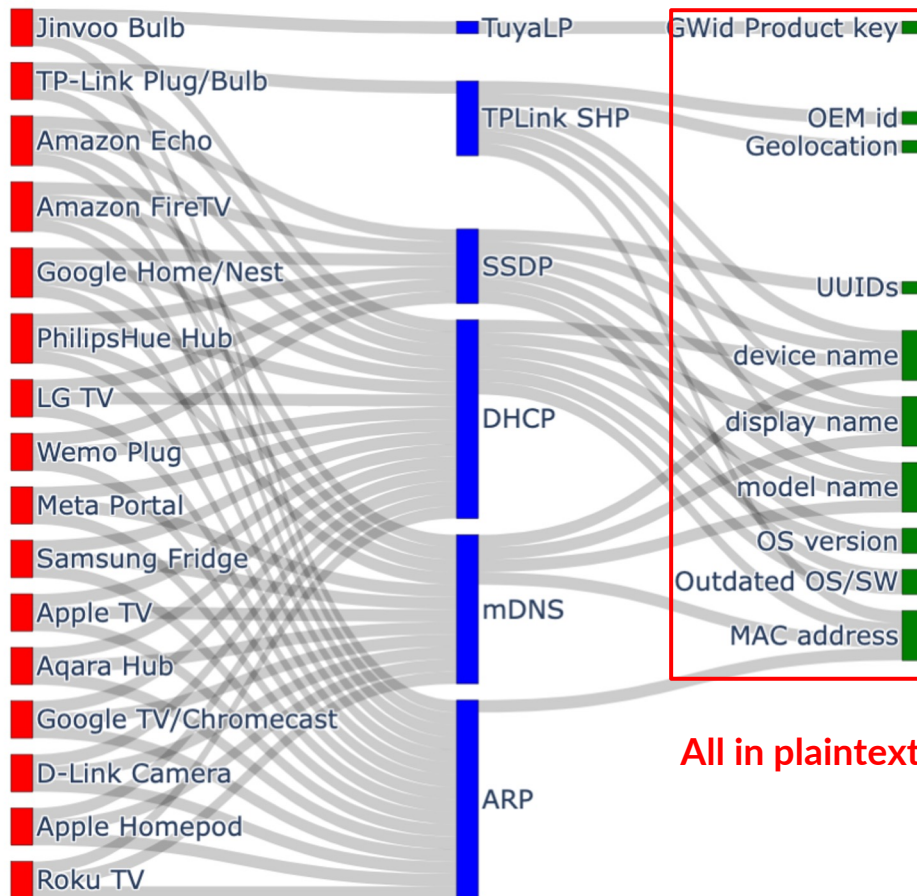 Jinvoo Bulb
TP-Link Plug/Bulb
Amazon Echo
Amazon FireTV
Google Home/Nest
PhilipsHue Hub
LG TV
Wemo Plug
Meta Portal
Samsung Fridge
Apple TV
Aqara Hub
Google TV/Chromecast
D-Link Camera
Apple Homepod
Roku TV
TuyaLP
TPLink SHP
SSDP
DHCP
mDNS
ARP
GWid Product key
OEM id
Geolocation
UUIDs
device name
display name
model name
OS version
Outdated OS/SW
MAC address
All in plaintext